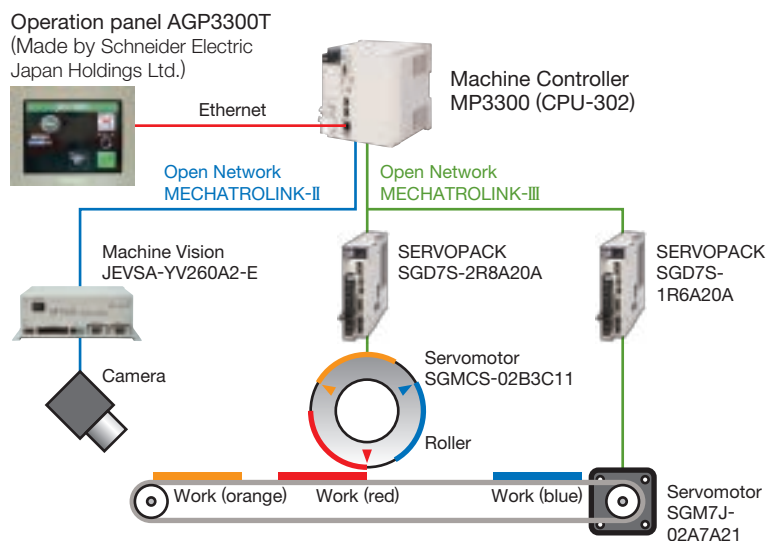 Operation panel AGP3300T
(Made by Schneider Electric
Japan Holdings Ltd.)
Ethernet
Machine Controller
MP3300 (CPU-302)
Open Network
MECHATROLINK-Ⅱ
Open Network
MECHATROLINK-Ⅲ
Machine Vision
JEVSA-YV260A2-E
SERVOPACK
SGD7S-2R8A20A
SERVOPACK
SGD7S-
1R6A20A
Camera
Servomotor
SGMCS-02B3C11
Roller
Work (orange)
Work (red)
Work (blue)
Servomotor
SGM7J-
02A7A21